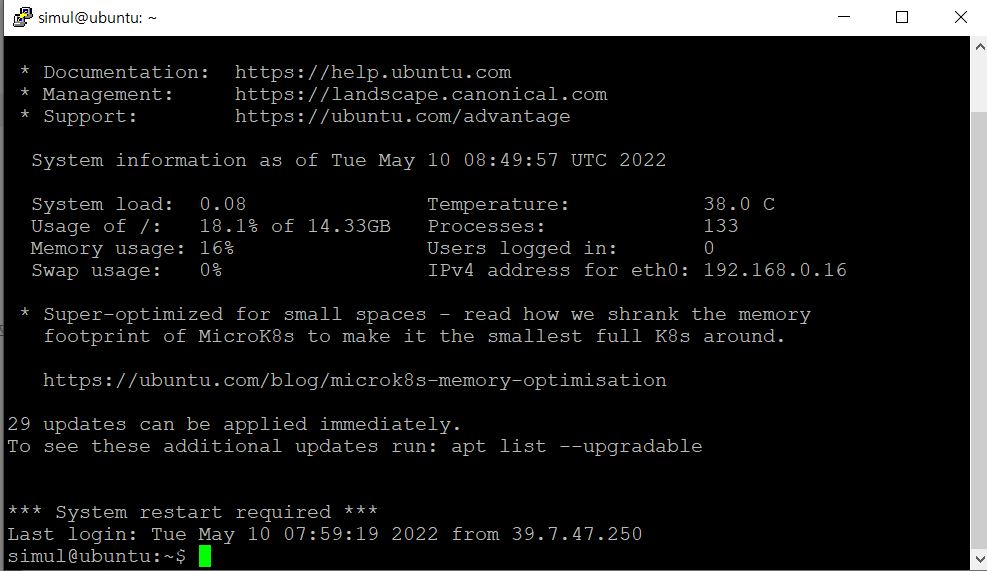 simul@ubuntu: ~
* Documentation:  https://help.ubuntu.com
* Management:     https://landscape.canonical.com
* Support:        https://ubuntu.com/advantage
System information as of Tue May 10 08:49:57 UTC 2022
System load:  0.08               Temperature:           38.0 C
Usage of /:   18.1% of 14.33GB   Processes:             133
Memory usage: 16%                Users logged in:       0
Swap usage:   0%                 IPv4 address for eth0: 192.168.0.16
* Super-optimized for small spaces - read how we shrank the memory
footprint of MicroK8s to make it the smallest full K8s around.
https://ubuntu.com/blog/microk8s-memory-optimisation
29 updates can be applied immediately.
To see these additional updates run: apt list --upgradable
*** System restart required ***
Last login: Tue May 10 07:59:19 2022 from 39.7.47.250
simul@ubuntu:~$